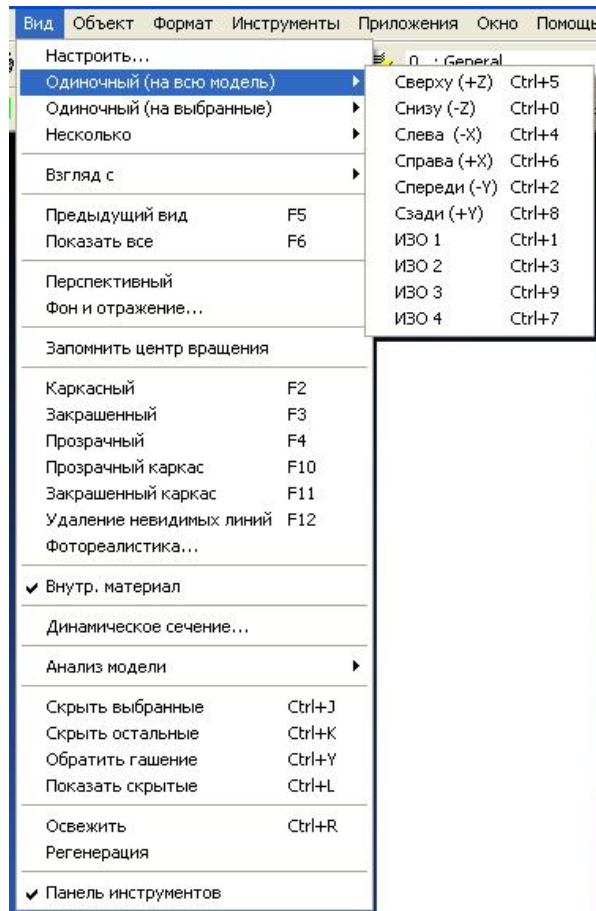 Вид Объект Формат Инструменты Приложения Окно Помощь
0 : General
Настроить...
Одиночный (на всю модель)
Одиночный (на выбранные)
Несколько
Взгляд с
Предыдущий вид F5
Показать все F6
Перспективный
Фон и отражение...
Запомнить центр вращения
Каркасный F2
Закрашенный F3
Прозрачный F4
Прозрачный каркас F10
Закрашенный каркас F11
Удаление невидимых линий F12
Фотореалистика...
Внутр. материал
Динамическое сечение...
Анализ модели
Скрыть выбранные Ctrl+J
Скрыть остальные Ctrl+K
Обратить гашение Ctrl+Y
Показать скрытые Ctrl+L
Освежить Ctrl+R
Регенерация
Панель инструментов
Сверху (+Z) Ctrl+5
Снизу (-Z) Ctrl+0
Слева (-X) Ctrl+4
Справа (+X) Ctrl+6
Спереди (-Y) Ctrl+2
Сзади (+Y) Ctrl+8
ИЗО 1 Ctrl+1
ИЗО 2 Ctrl+3
ИЗО 3 Ctrl+9
ИЗО 4 Ctrl+7